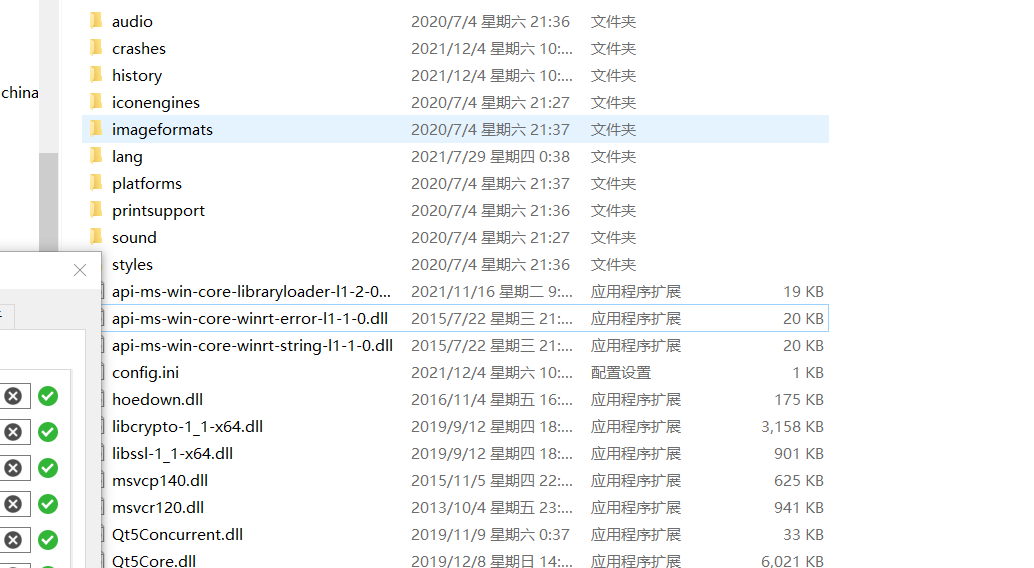 audio 2020/7/4 星期六 21:36 文件夹
crashes 2021/12/4 星期六 10:... 文件夹
china
history 2021/12/4 星期六 10:... 文件夹
iconengines 2020/7/4 星期六 21:27 文件夹
imageformats 2020/7/4 星期六 21:37 文件夹
lang 2021/7/29 星期四 0:38 文件夹
platforms 2020/7/4 星期六 21:37 文件夹
printsupport 2020/7/4 星期六 21:36 文件夹
sound 2020/7/4 星期六 21:27 文件夹
styles 2020/7/4 星期六 21:36 文件夹
api-ms-win-core-libraryloader-l1-2-0... 2021/11/16 星期二 9:... 应用程序扩展 19 KB
api-ms-win-core-winrt-error-l1-1-0.dll 2015/7/22 星期三 21:... 应用程序扩展 20 KB
api-ms-win-core-winrt-string-l1-1-0.dll 2015/7/22 星期三 21:... 应用程序扩展 20 KB
config.ini 2021/12/4 星期六 10:... 配置设置 1 KB
hoedown.dll 2016/11/4 星期五 16:... 应用程序扩展 175 KB
libcrypto-1_1-x64.dll 2019/9/12 星期四 18:... 应用程序扩展 3,158 KB
libssl-1_1-x64.dll 2019/9/12 星期四 18:... 应用程序扩展 901 KB
msvcp140.dll 2015/11/5 星期四 22:... 应用程序扩展 625 KB
msvcr120.dll 2013/10/4 星期五 23:... 应用程序扩展 941 KB
Qt5Concurrent.dll 2019/11/9 星期六 0:37 应用程序扩展 33 KB
Qt5Core.dll 2019/12/8 星期日 14:... 应用程序扩展 6,021 KB